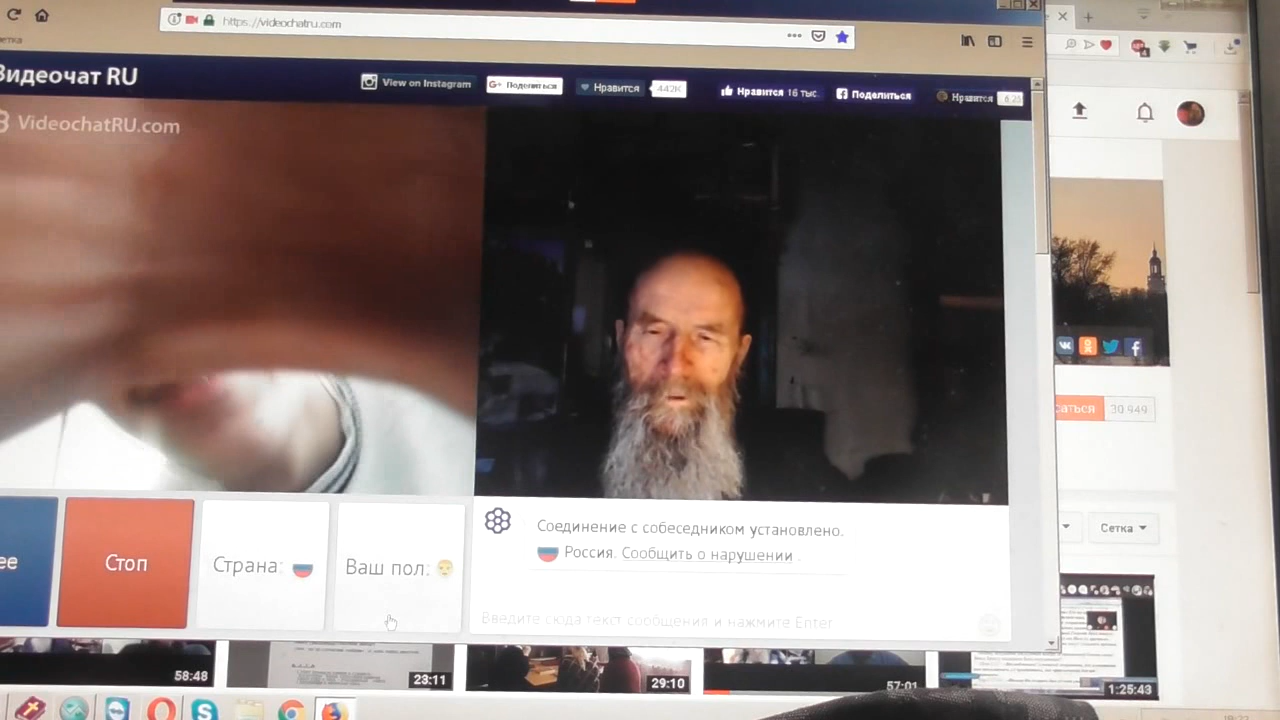 https://videochatru.com
Видеочат RU
View on Instagram
G+ Поделиться
Нравится 442K
Нравится 16 тыс.
Поделиться
Нравится
VideochatRU.com
30 949
Соединение с собеседником установлено.
Россия. Сообщить о нарушении.
Стоп
Страна:
Ваш пол:
Введите сюда текст сообщения и нажмите Enter
Сетка
58:48
23:11
29:10
57:01
1:25:43